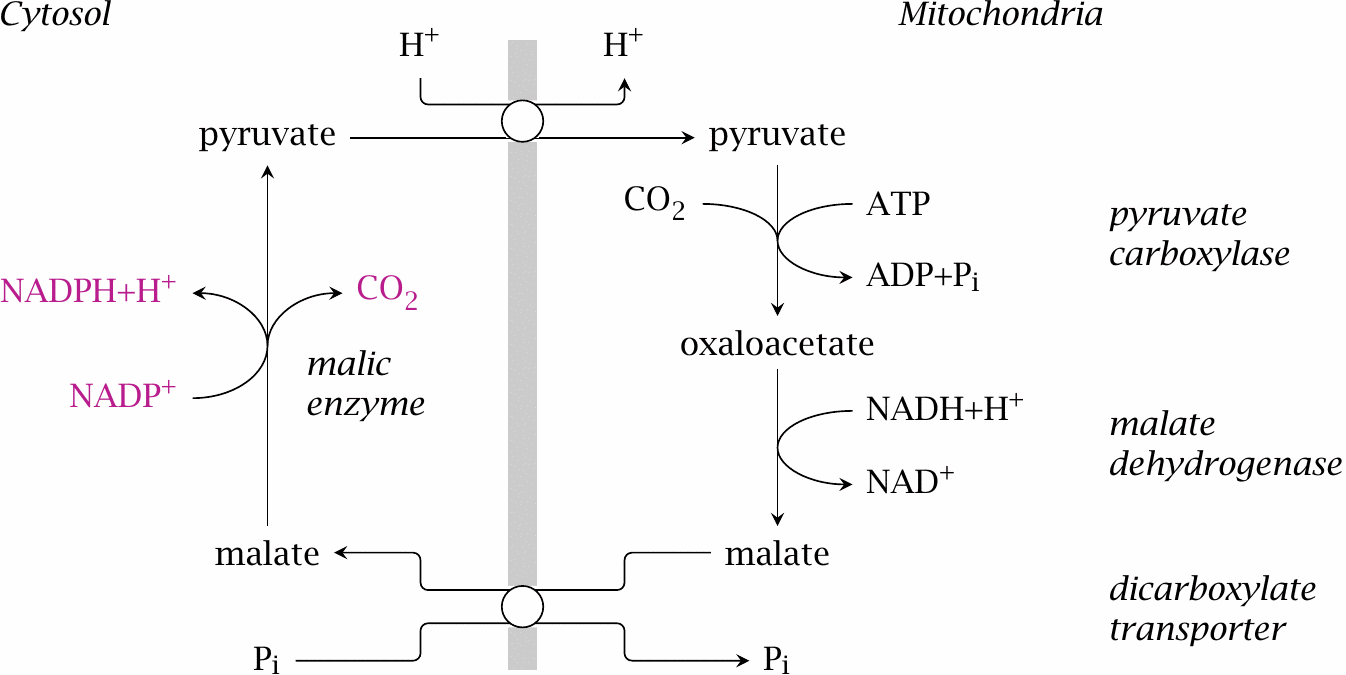 Cytosol
Mitochondria
H+
H+
pyruvate
pyruvate
CO2
ATP
pyruvate
carboxylase
ADP+Pi
NADPH+H+
CO2
oxaloacetate
malic
enzyme
NADP+
NADH+H+
malate
dehydrogenase
NAD+
malate
malate
dicarboxylate
transporter
Pi
Pi